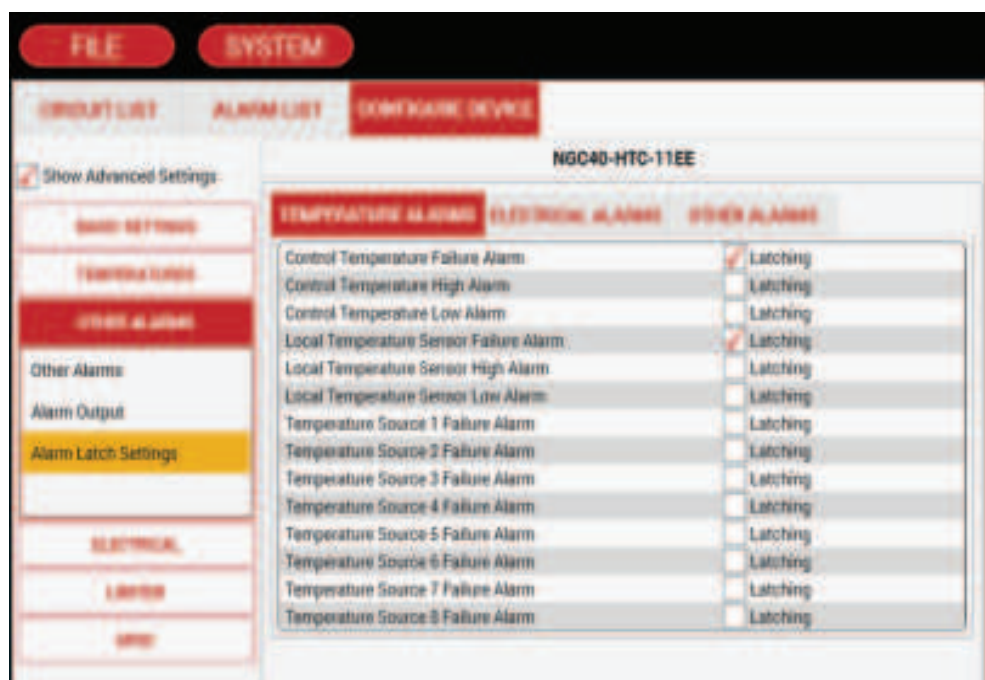 FILE SYSTEM
CIRCUIT LIST ALARM LIST CONFIGURE DEVICE
NGC40-HTC-11EE
Show Advanced Settings
BASIC SETTINGS
TEMPERATURES
OTHER ALARMS
Other Alarms
Alarm Output
Alarm Latch Settings
ELECTRICAL
LIMITER
MISC
TEMPERATURE ALARMS ELECTRICAL ALARMS OTHER ALARMS
Control Temperature Failure Alarm Latching
Control Temperature High Alarm Latching
Control Temperature Low Alarm Latching
Local Temperature Sensor Failure Alarm Latching
Local Temperature Sensor High Alarm Latching
Local Temperature Sensor Low Alarm Latching
Temperature Source 1 Failure Alarm Latching
Temperature Source 2 Failure Alarm Latching
Temperature Source 3 Failure Alarm Latching
Temperature Source 4 Failure Alarm Latching
Temperature Source 5 Failure Alarm Latching
Temperature Source 6 Failure Alarm Latching
Temperature Source 7 Failure Alarm Latching
Temperature Source 8 Failure Alarm Latching